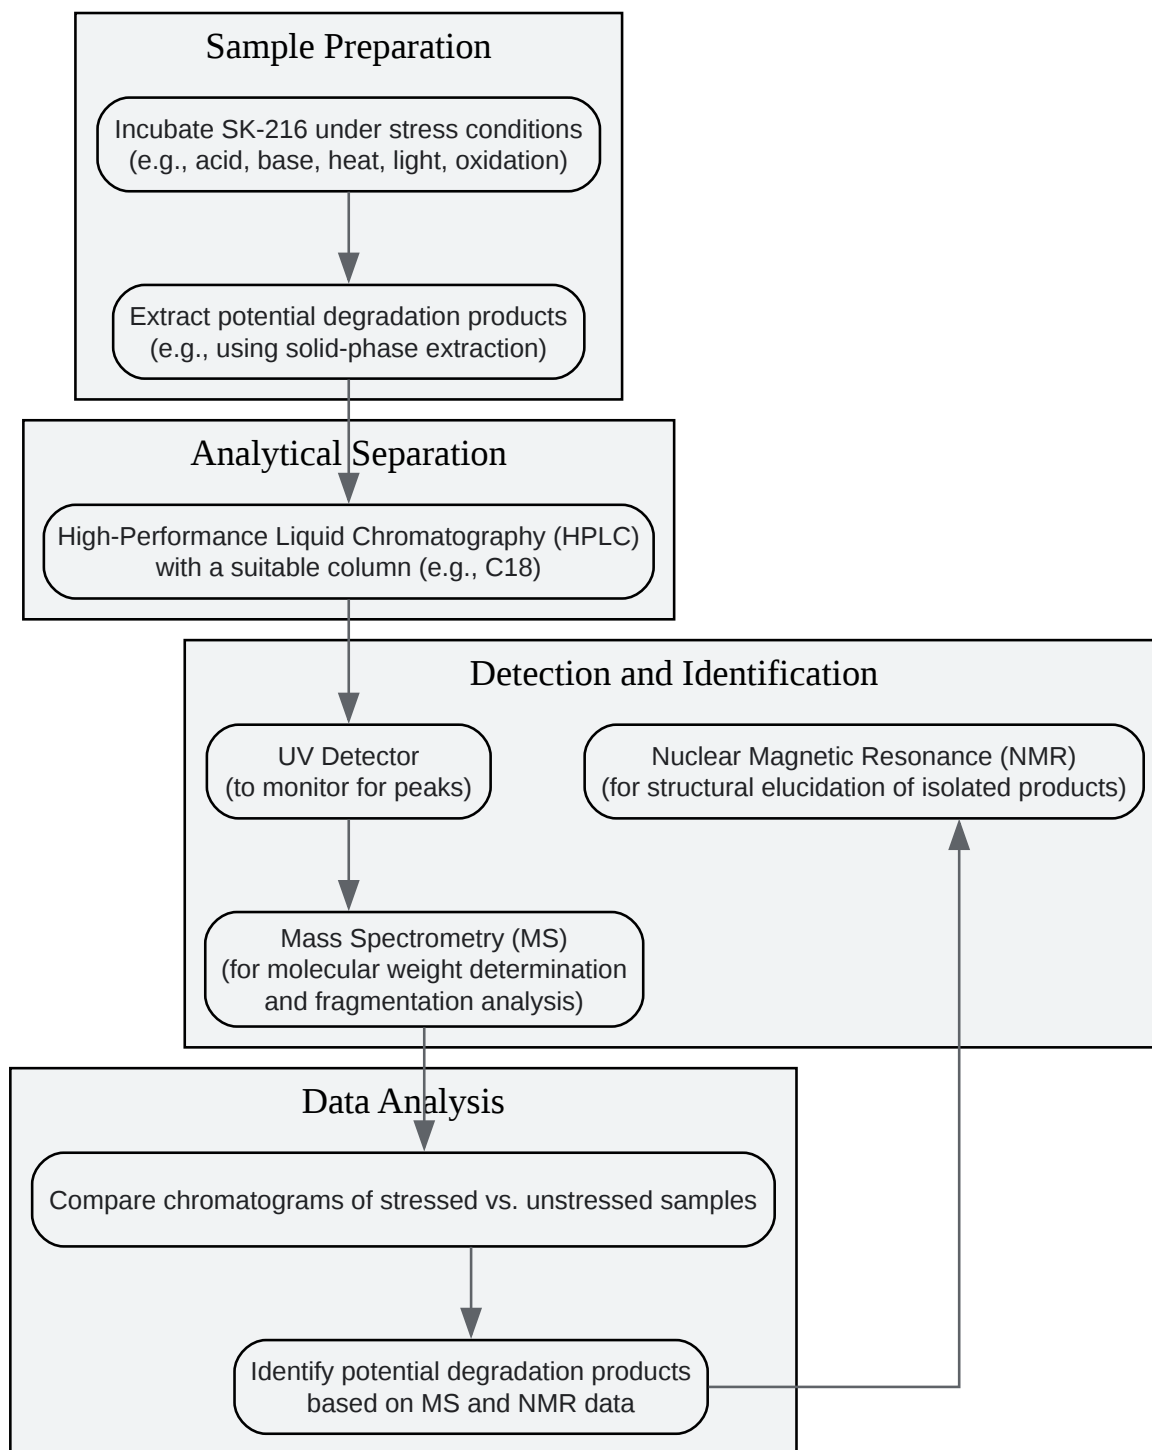 Sample Preparation
Incubate SK-216 under stress conditions
(e.g., acid, base, heat, light, oxidation)
Extract potential degradation products
(e.g., using solid-phase extraction)
Analytical Separation
High-Performance Liquid Chromatography (HPLC)
with a suitable column (e.g., C18)
Detection and Identification
UV Detector
(to monitor for peaks)
Nuclear Magnetic Resonance (NMR)
(for structural elucidation of isolated products)
Mass Spectrometry (MS)
(for molecular weight determination
and fragmentation analysis)
Data Analysis
Compare chromatograms of stressed vs. unstressed samples
Identify potential degradation products
based on MS and NMR data